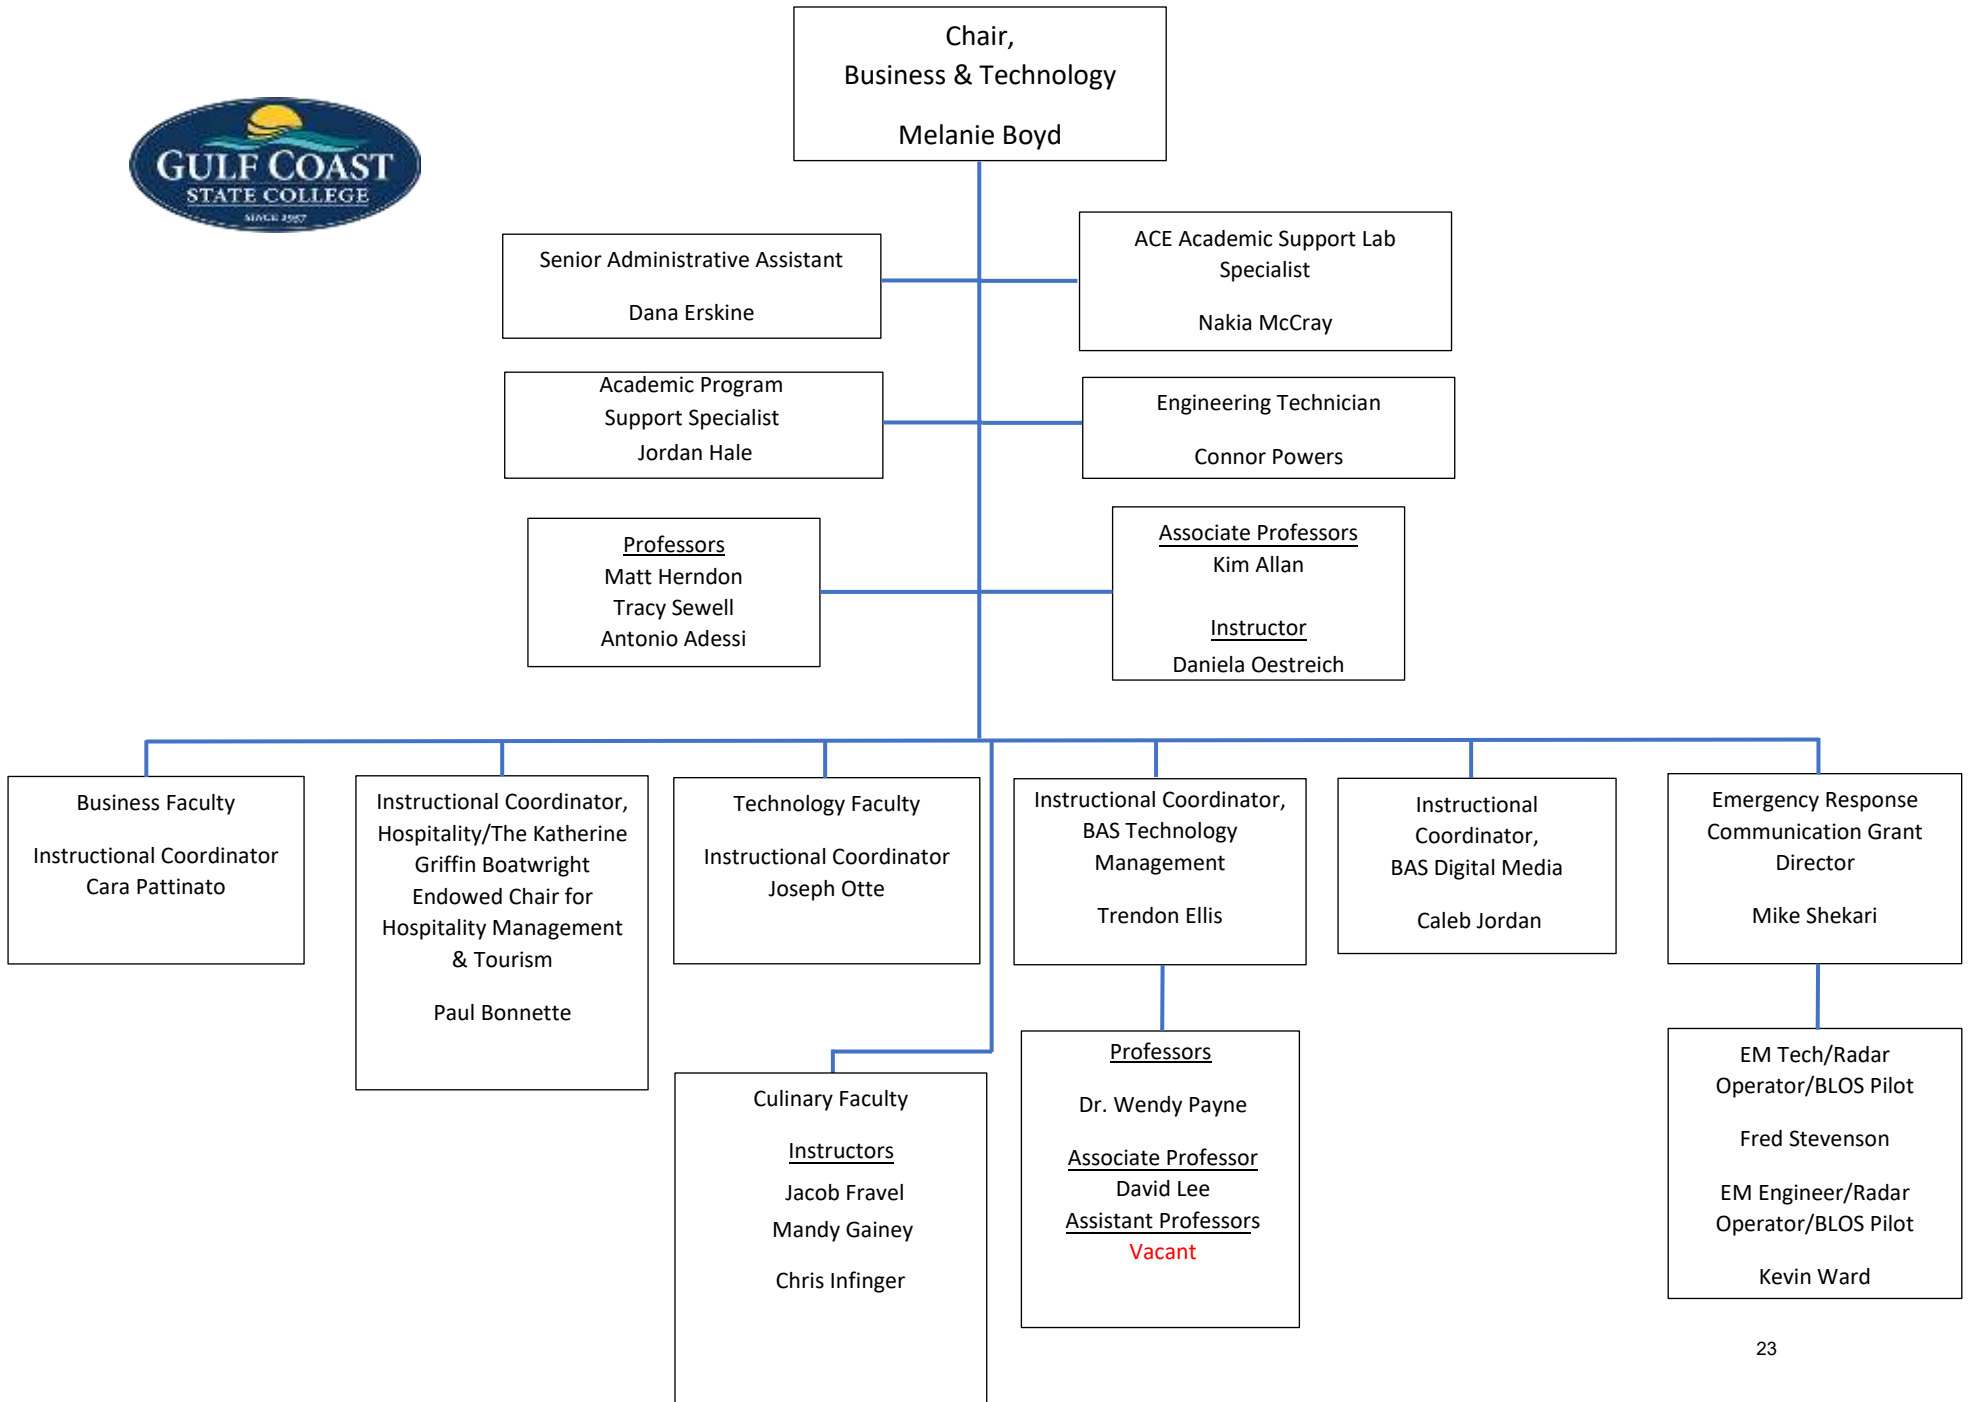 Chair,
Business & Technology
Melanie Boyd
GULF COAST
STATE COLLEGE
SINCE 1957
Senior Administrative Assistant
Dana Erskine
ACE Academic Support Lab
Specialist
Nakia McCray
Academic Program
Support Specialist
Jordan Hale
Engineering Technician
Connor Powers
Professors
Matt Herndon
Tracy Sewell
Antonio Adessi
Associate Professors
Kim Allan
Instructor
Daniela Oestreich
Business Faculty
Instructional Coordinator
Cara Pattinato
Instructional Coordinator,
Hospitality/The Katherine
Griffin Boatwright
Endowed Chair for
Hospitality Management
& Tourism
Paul Bonnette
Technology Faculty
Instructional Coordinator
Joseph Otte
Instructional Coordinator,
BAS Technology
Management
Trendon Ellis
Instructional
Coordinator,
BAS Digital Media
Caleb Jordan
Emergency Response
Communication Grant
Director
Mike Shekari
Culinary Faculty
Instructors
Jacob Fravel
Mandy Gainey
Chris Infinger
Professors
Dr. Wendy Payne
Associate Professor
David Lee
Assistant Professors
Vacant
EM Tech/Radar
Operator/BLOS Pilot
Fred Stevenson
EM Engineer/Radar
Operator/BLOS Pilot
Kevin Ward
23